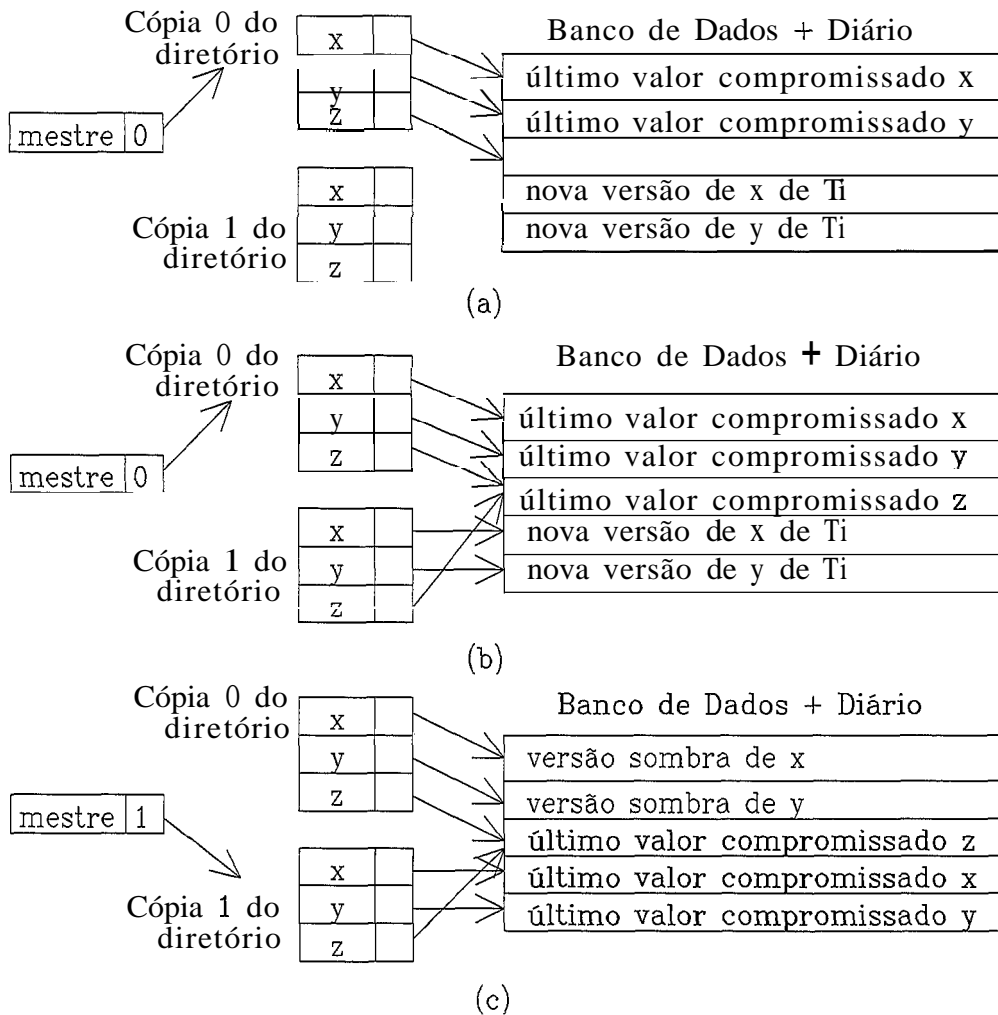 Cópia 0 do
diretório
mestre 0
x
y
z
Cópia 1 do
diretório
x
y
z
Banco de Dados + Diário
último valor compromissado x
último valor compromissado y
nova versão de x de Ti
nova versão de y de Ti
(a)
Cópia 0 do
diretório
mestre 0
x
y
z
Cópia 1 do
diretório
x
y
z
Banco de Dados + Diário
último valor compromissado x
último valor compromissado y
último valor compromissado z
nova versão de x de Ti
nova versão de y de Ti
(b)
Cópia 0 do
diretório
mestre 1
x
y
z
Cópia 1 do
diretório
x
y
z
Banco de Dados + Diário
versão sombra de x
versão sombra de y
último valor compromissado z
último valor compromissado x
último valor compromissado y
(c)